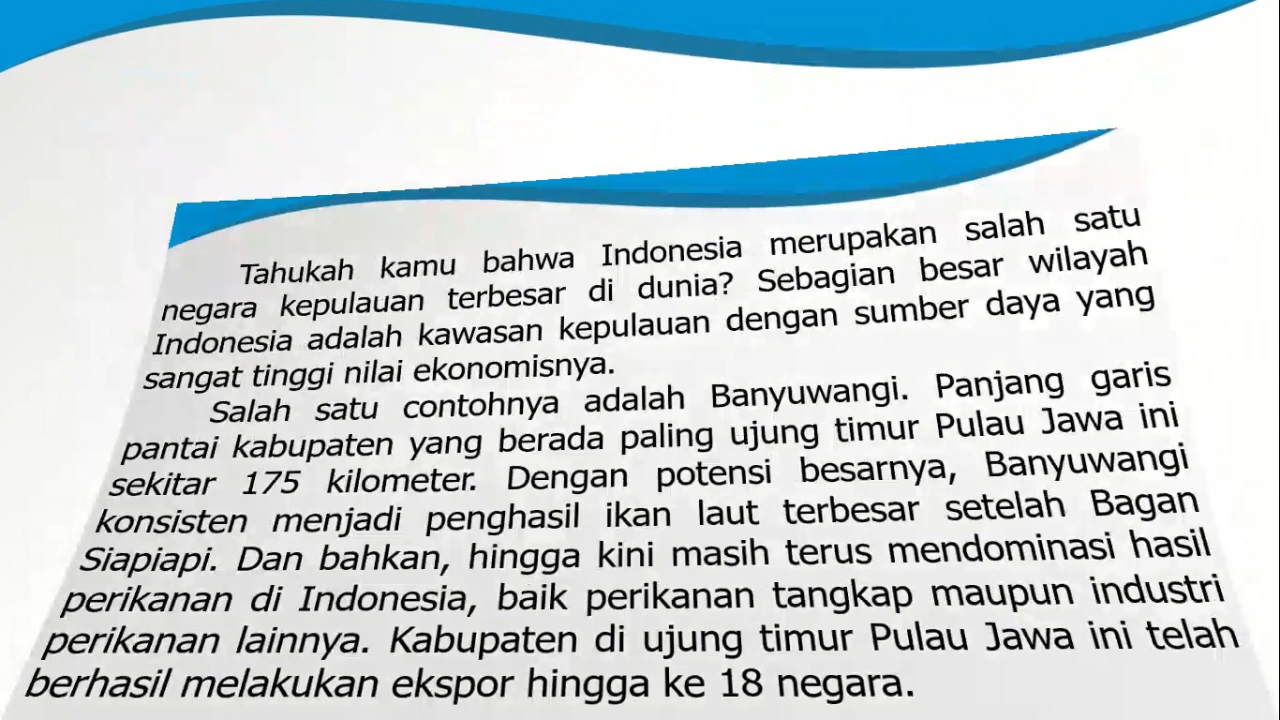 Tahukah kamu bahwa Indonesia merupakan salah satu
negara kepulauan terbesar di dunia? Sebagian besar wilayah
Indonesia adalah kawasan kepulauan dengan sumber daya yang
sangat tinggi nilai ekonomisnya.
Salah satu contohnya adalah Banyuwangi. Panjang garis
pantai kabupaten yang berada paling ujung timur Pulau Jawa ini
sekitar 175 kilometer. Dengan potensi besarnya, Banyuwangi
konsisten menjadi penghasil ikan laut terbesar setelah Bagan
Siapiapi. Dan bahkan, hingga kini masih terus mendominasi hasil
perikanan di Indonesia, baik perikanan tangkap maupun industri
perikanan lainnya. Kabupaten di ujung timur Pulau Jawa ini telah
berhasil melakukan ekspor hingga ke 18 negara.